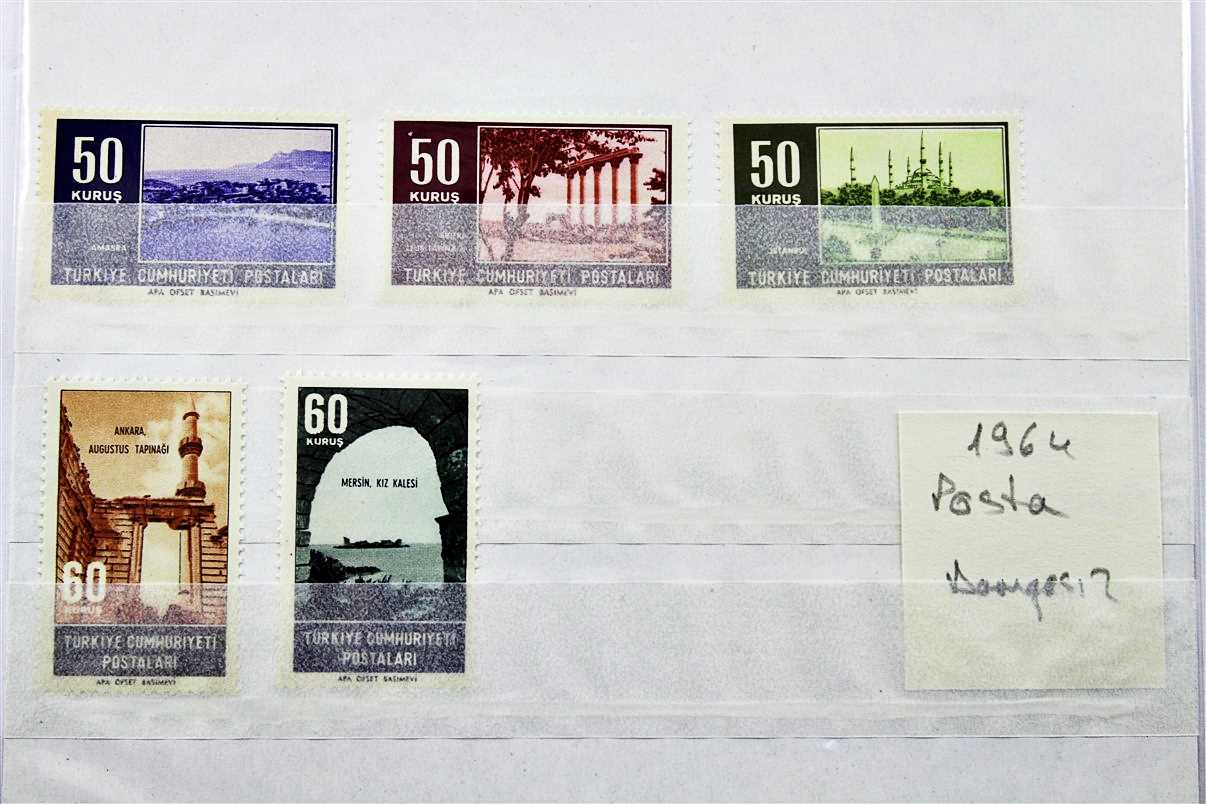 50
KURUŞ
AMASRA
TÜRKİYE CUMHURİYETİ POSTALARI
APA OFSET BASIMEVİ
50
KURUŞ
TÜRKİYE CUMHURİYETİ POSTALARI
APA OFSET BASIMEVİ
50
KURUŞ
İSTANBUL
TÜRKİYE CUMHURİYETİ POSTALARI
APA OFSET BASIMEVİ
ANKARA,
AUGUSTUS TAPINAĞI
60
KURUŞ
TÜRKİYE CUMHURİYETİ
POSTALARI
APA OFSET BASIMEVİ
60
KURUŞ
MERSİN, KIZ KALESİ
TÜRKİYE CUMHURİYETİ
POSTALARI
APA OFSET BASIMEVİ
1964
Posta
Damgasız